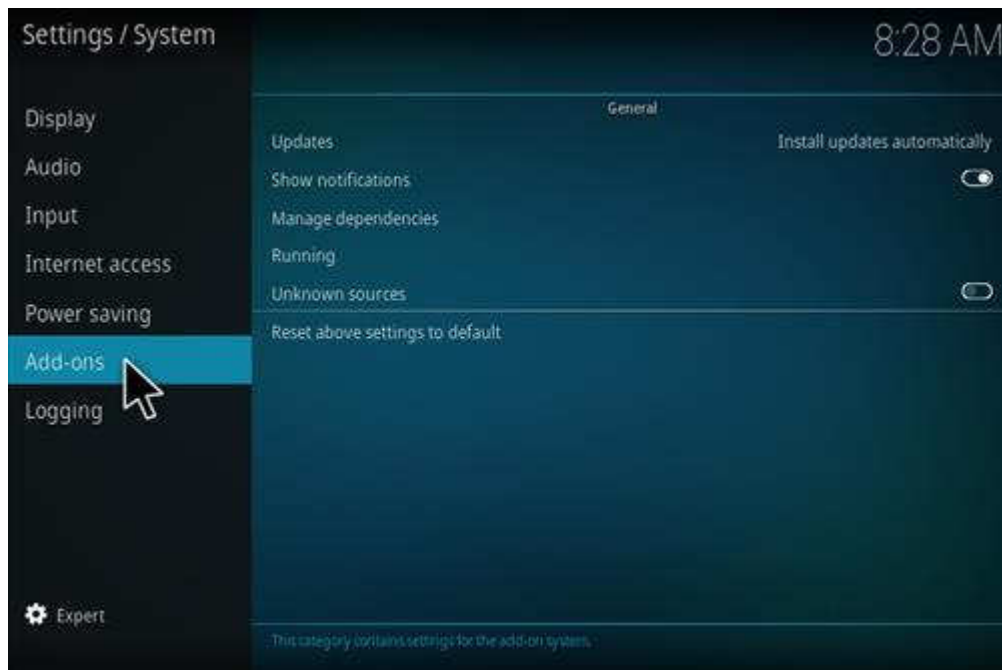 Settings / System
8:28 AM
Display
Audio
Input
Internet access
Power saving
Add-ons
Logging
Expert
General
Updates Install updates automatically
Show notifications
Manage dependencies
Running
Unknown sources
Reset above settings to default
This category contains settings for the add-on system.